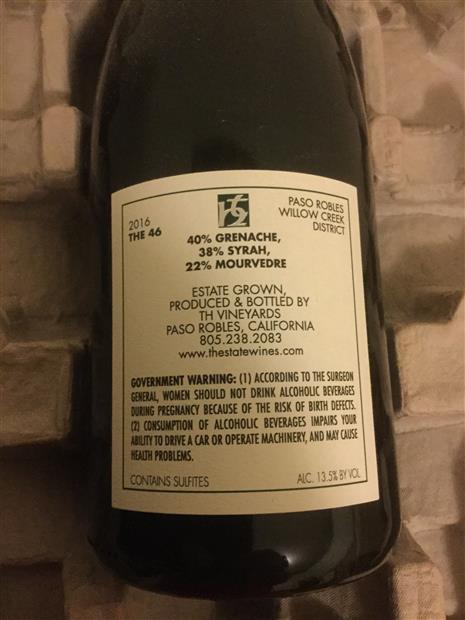 2016
THE 46
PASO ROBLES
WILLOW CREEK
DISTRICT
40% GRENACHE,
38% SYRAH,
22% MOURVEDRE
ESTATE GROWN,
PRODUCED & BOTTLED BY
TH VINEYARDS
PASO ROBLES, CALIFORNIA
805.238.2083
www.thestatewines.com
GOVERNMENT WARNING: (1) ACCORDING TO THE SURGEON
GENERAL, WOMEN SHOULD NOT DRINK ALCOHOLIC BEVERAGES
DURING PREGNANCY BECAUSE OF THE RISK OF BIRTH DEFECTS.
(2) CONSUMPTION OF ALCOHOLIC BEVERAGES IMPAIRS YOUR
ABILITY TO DRIVE A CAR OR OPERATE MACHINERY, AND MAY CAUSE
HEALTH PROBLEMS.
CONTAINS SULFITES
ALC. 13.5% BY VOL